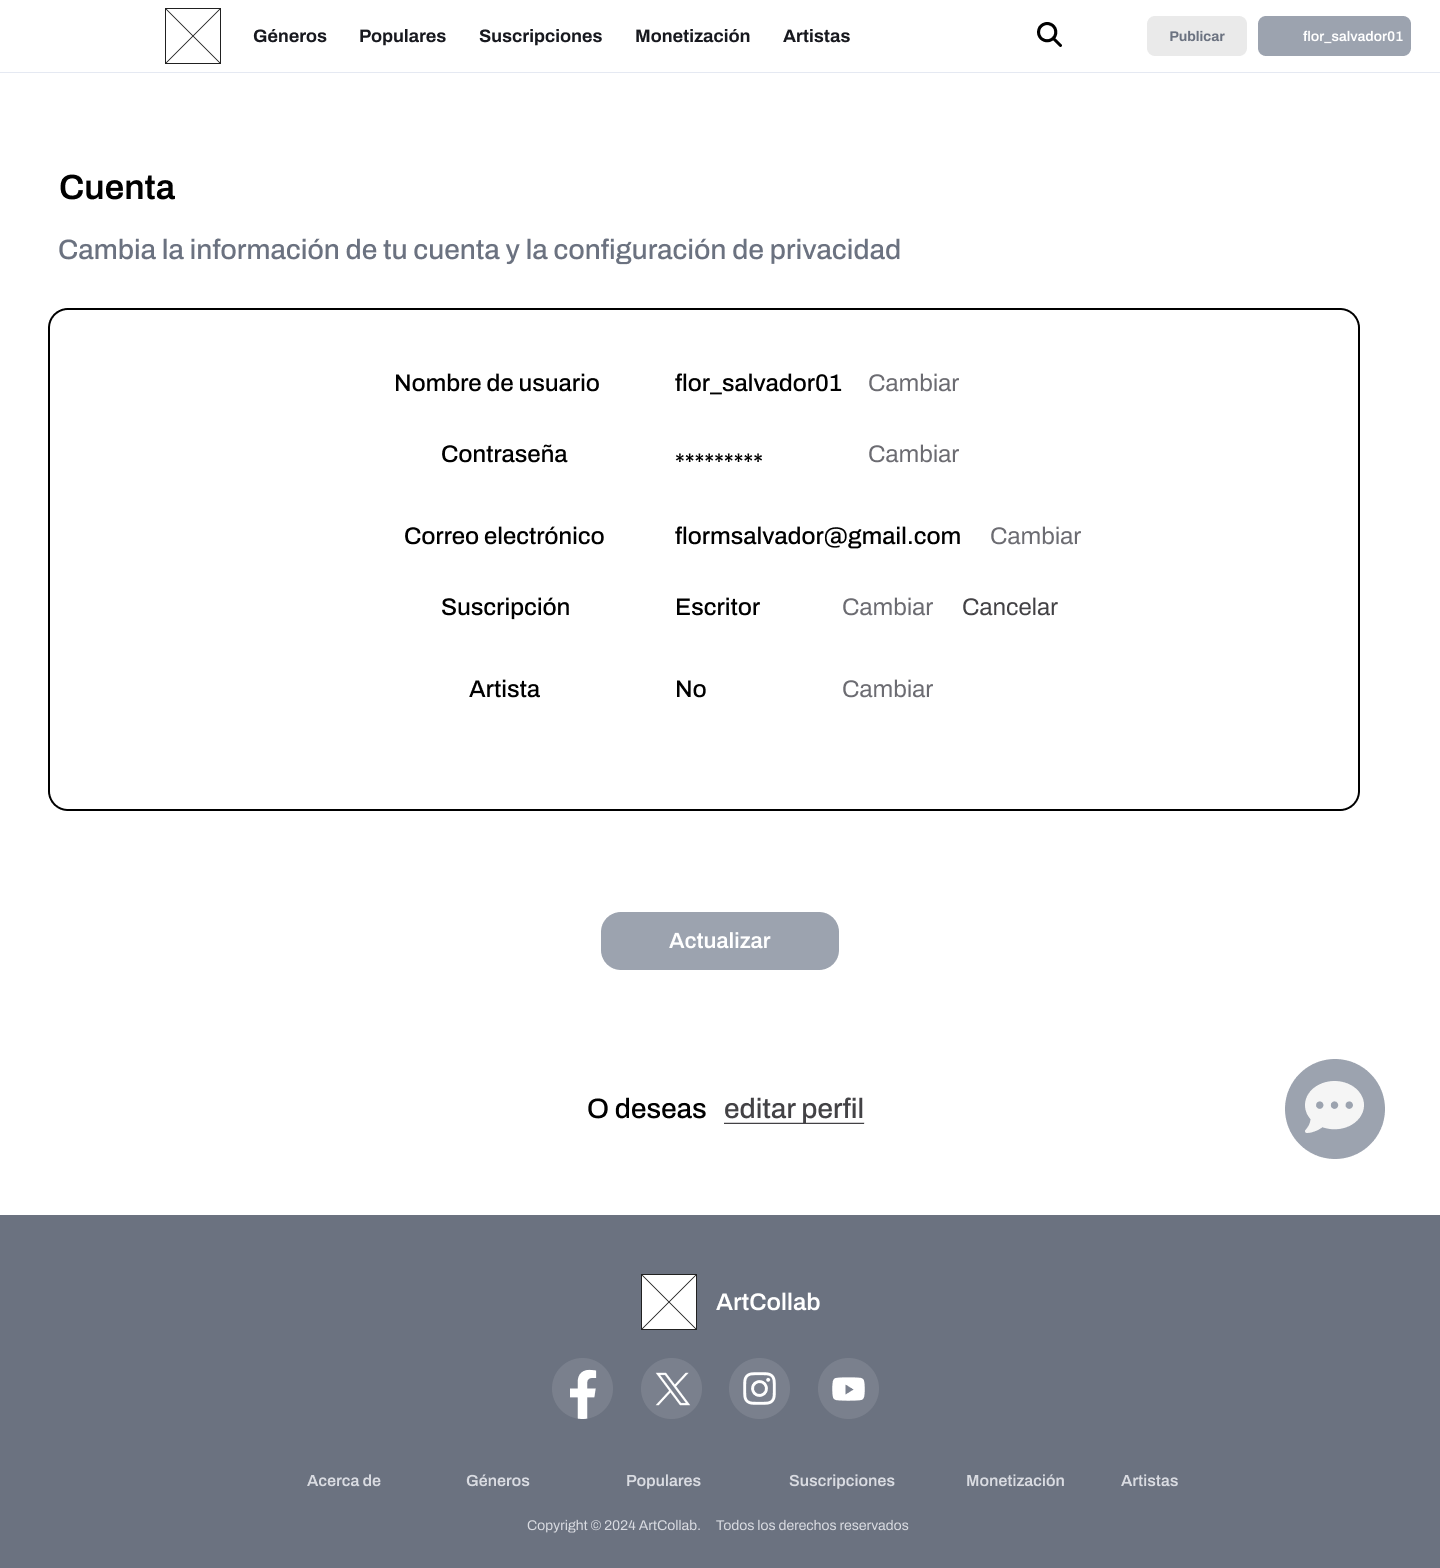 Géneros Populares Suscripciones Monetización Artistas Publicar flor_salvador01
Cuenta
Cambia la información de tu cuenta y la configuración de privacidad
Nombre de usuario flor_salvador01 Cambiar
Contraseña ********* Cambiar
Correo electrónico flormsalvador@gmail.com Cambiar
Suscripción Escritor Cambiar Cancelar
Artista No Cambiar
Actualizar
O deseas editar perfil
ArtCollab
Acerca de Géneros Populares Suscripciones Monetización Artistas
Copyright © 2024 ArtCollab. Todos los derechos reservados